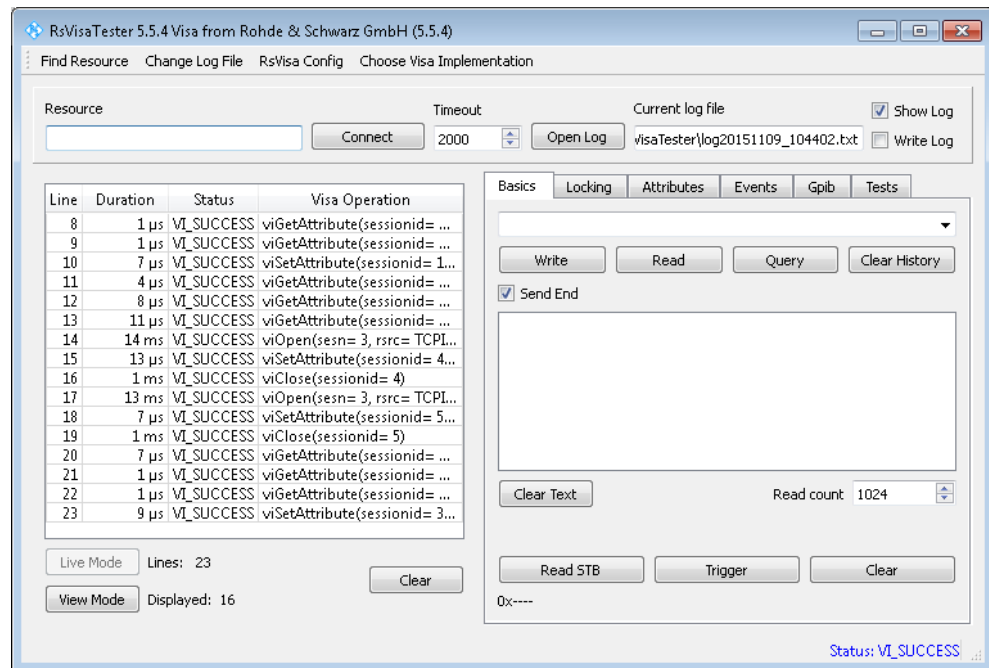 RsVisaTester 5.5.4 Visa from Rohde & Schwarz GmbH (5.5.4)
Find Resource Change Log File RsVisa Config Choose Visa Implementation
Resource Timeout Current log file Show Log
Connect 2000 Open Log VisaTester\log20151109_104402.txt Write Log
Line Duration Status Visa Operation
8 1 µs VI_SUCCESS viGetAttribute(sessionid= ...
9 1 µs VI_SUCCESS viGetAttribute(sessionid= ...
10 7 µs VI_SUCCESS viSetAttribute(sessionid= 1...
11 4 µs VI_SUCCESS viGetAttribute(sessionid= ...
12 8 µs VI_SUCCESS viGetAttribute(sessionid= ...
13 11 µs VI_SUCCESS viGetAttribute(sessionid= ...
14 14 ms VI_SUCCESS viOpen(sesn= 3, rsrc= TCPI...
15 13 µs VI_SUCCESS viSetAttribute(sessionid= 4...
16 1 ms VI_SUCCESS viClose(sessionid= 4)
17 13 ms VI_SUCCESS viOpen(sesn= 3, rsrc= TCPI...
18 7 µs VI_SUCCESS viSetAttribute(sessionid= 5...
19 1 ms VI_SUCCESS viClose(sessionid= 5)
20 7 µs VI_SUCCESS viGetAttribute(sessionid= ...
21 1 µs VI_SUCCESS viGetAttribute(sessionid= ...
22 1 µs VI_SUCCESS viGetAttribute(sessionid= ...
23 9 µs VI_SUCCESS viSetAttribute(sessionid= 3...
Live Mode Lines: 23
Clear
View Mode Displayed: 16
Basics Locking Attributes Events Gpib Tests
Write Read Query Clear History
Send End
Clear Text Read count 1024
Read STB Trigger Clear
0x----
Status: VI_SUCCESS